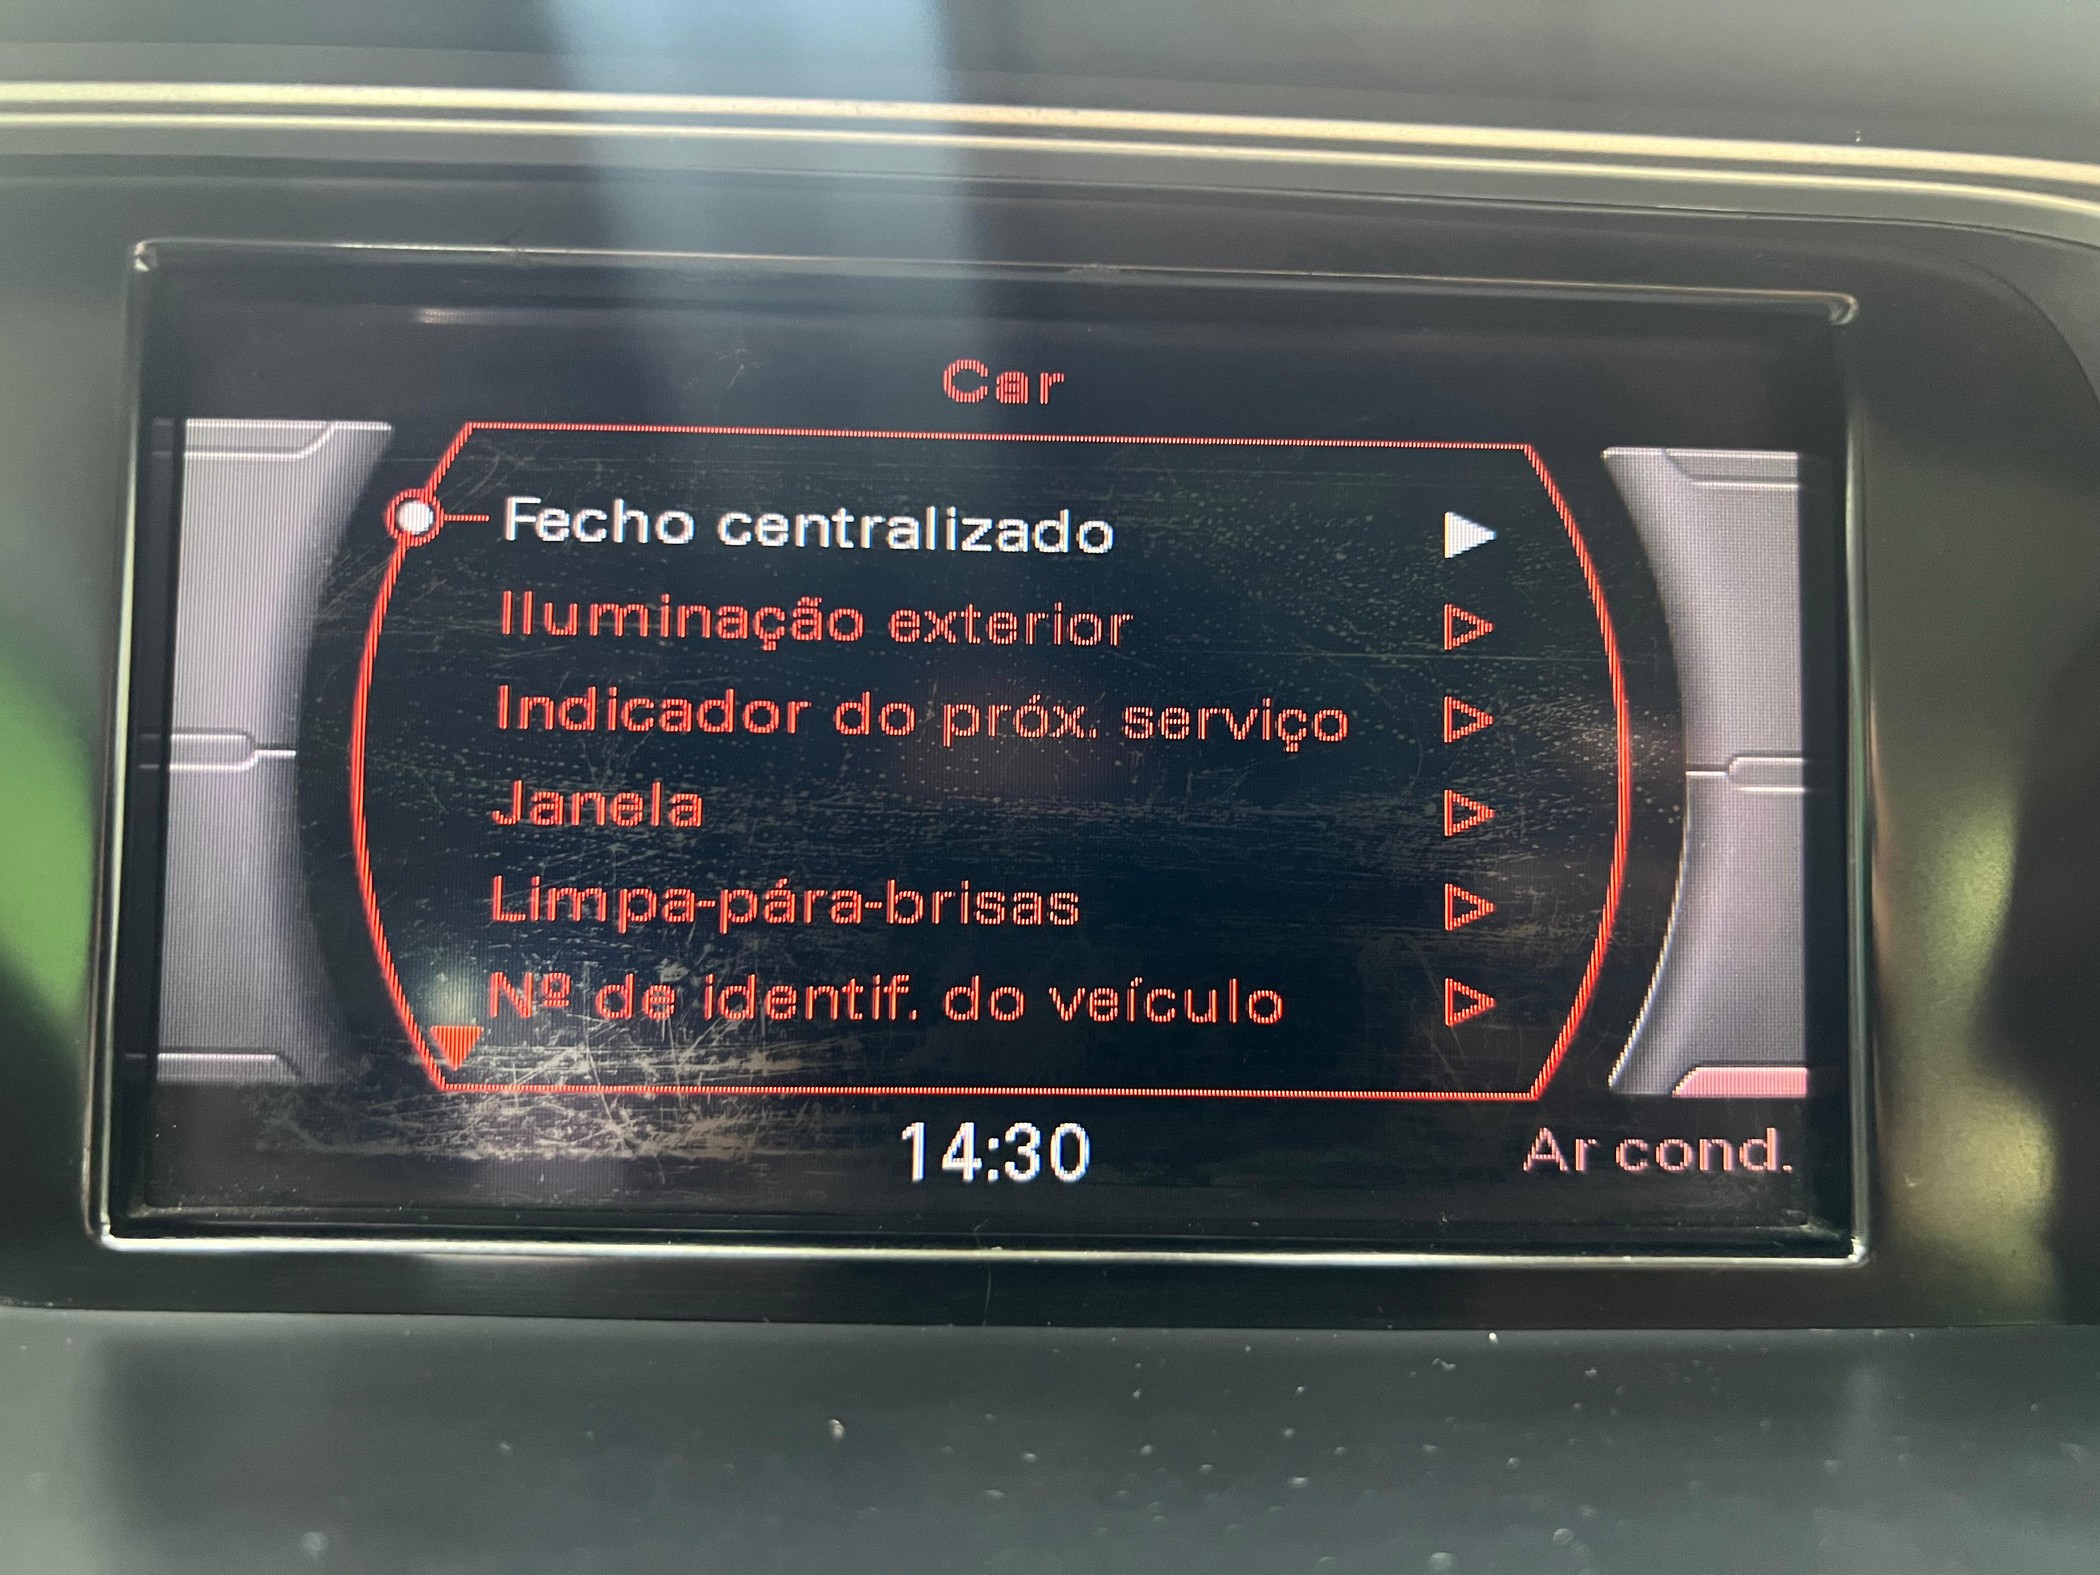 Car
Fecho centralizado
Iluminação exterior
Indicador do próx. serviço
Janela
Limpa-pára-brisas
Nº de identif. do veículo
14:30
Ar cond.